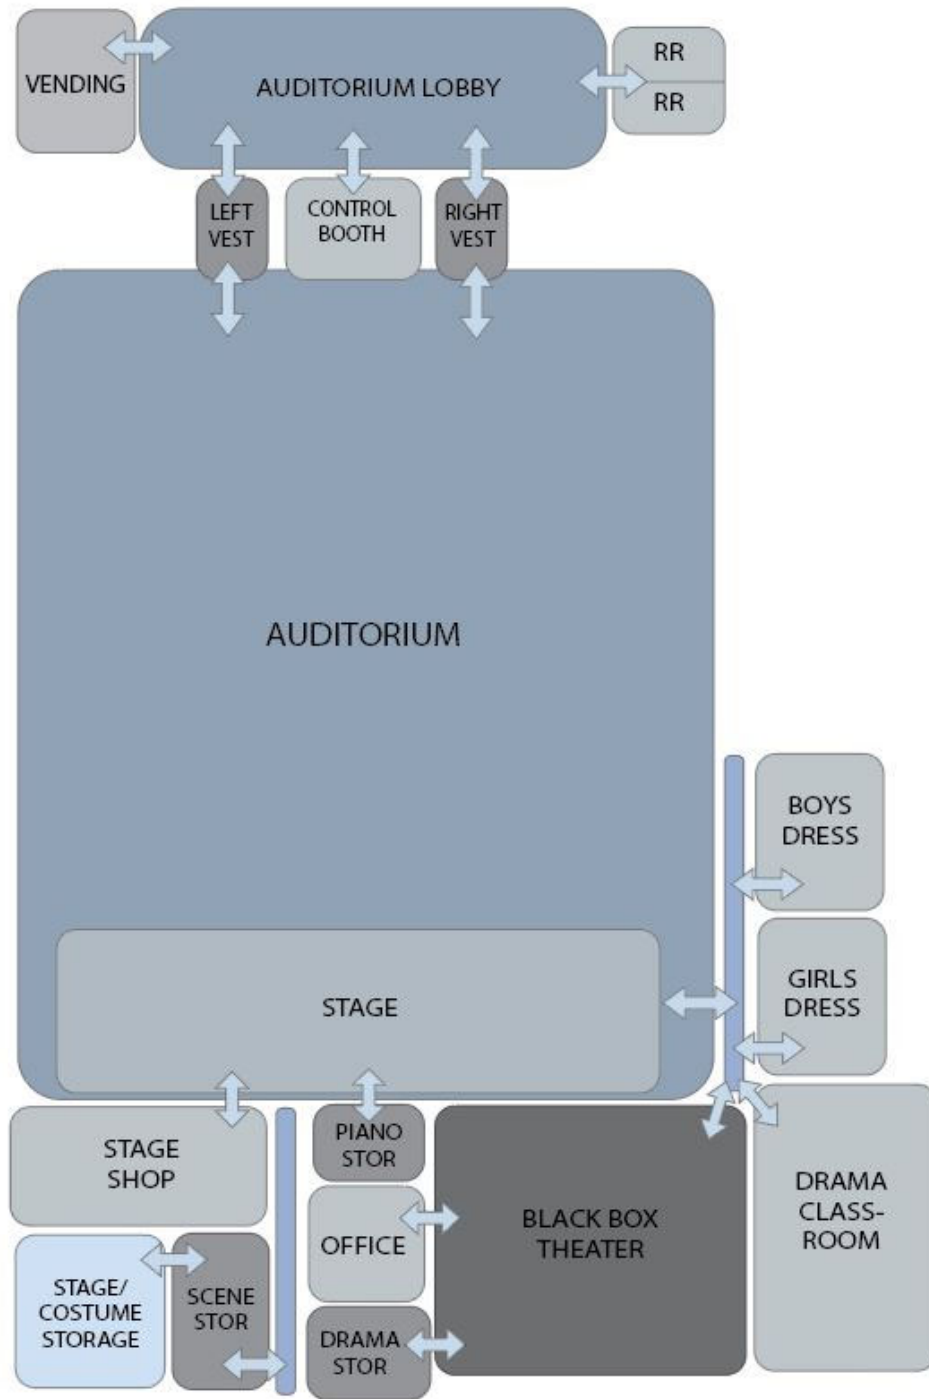 VENDING
AUDITORIUM LOBBY
RR
RR
LEFT
VEST
CONTROL
BOOTH
RIGHT
VEST
AUDITORIUM
BOYS
DRESS
GIRLS
DRESS
STAGE
STAGE
SHOP
PIANO
STOR
OFFICE
BLACK BOX
THEATER
DRAMA
CLASS-
ROOM
STAGE/
COSTUME
STORAGE
SCENE
STOR
DRAMA
STOR